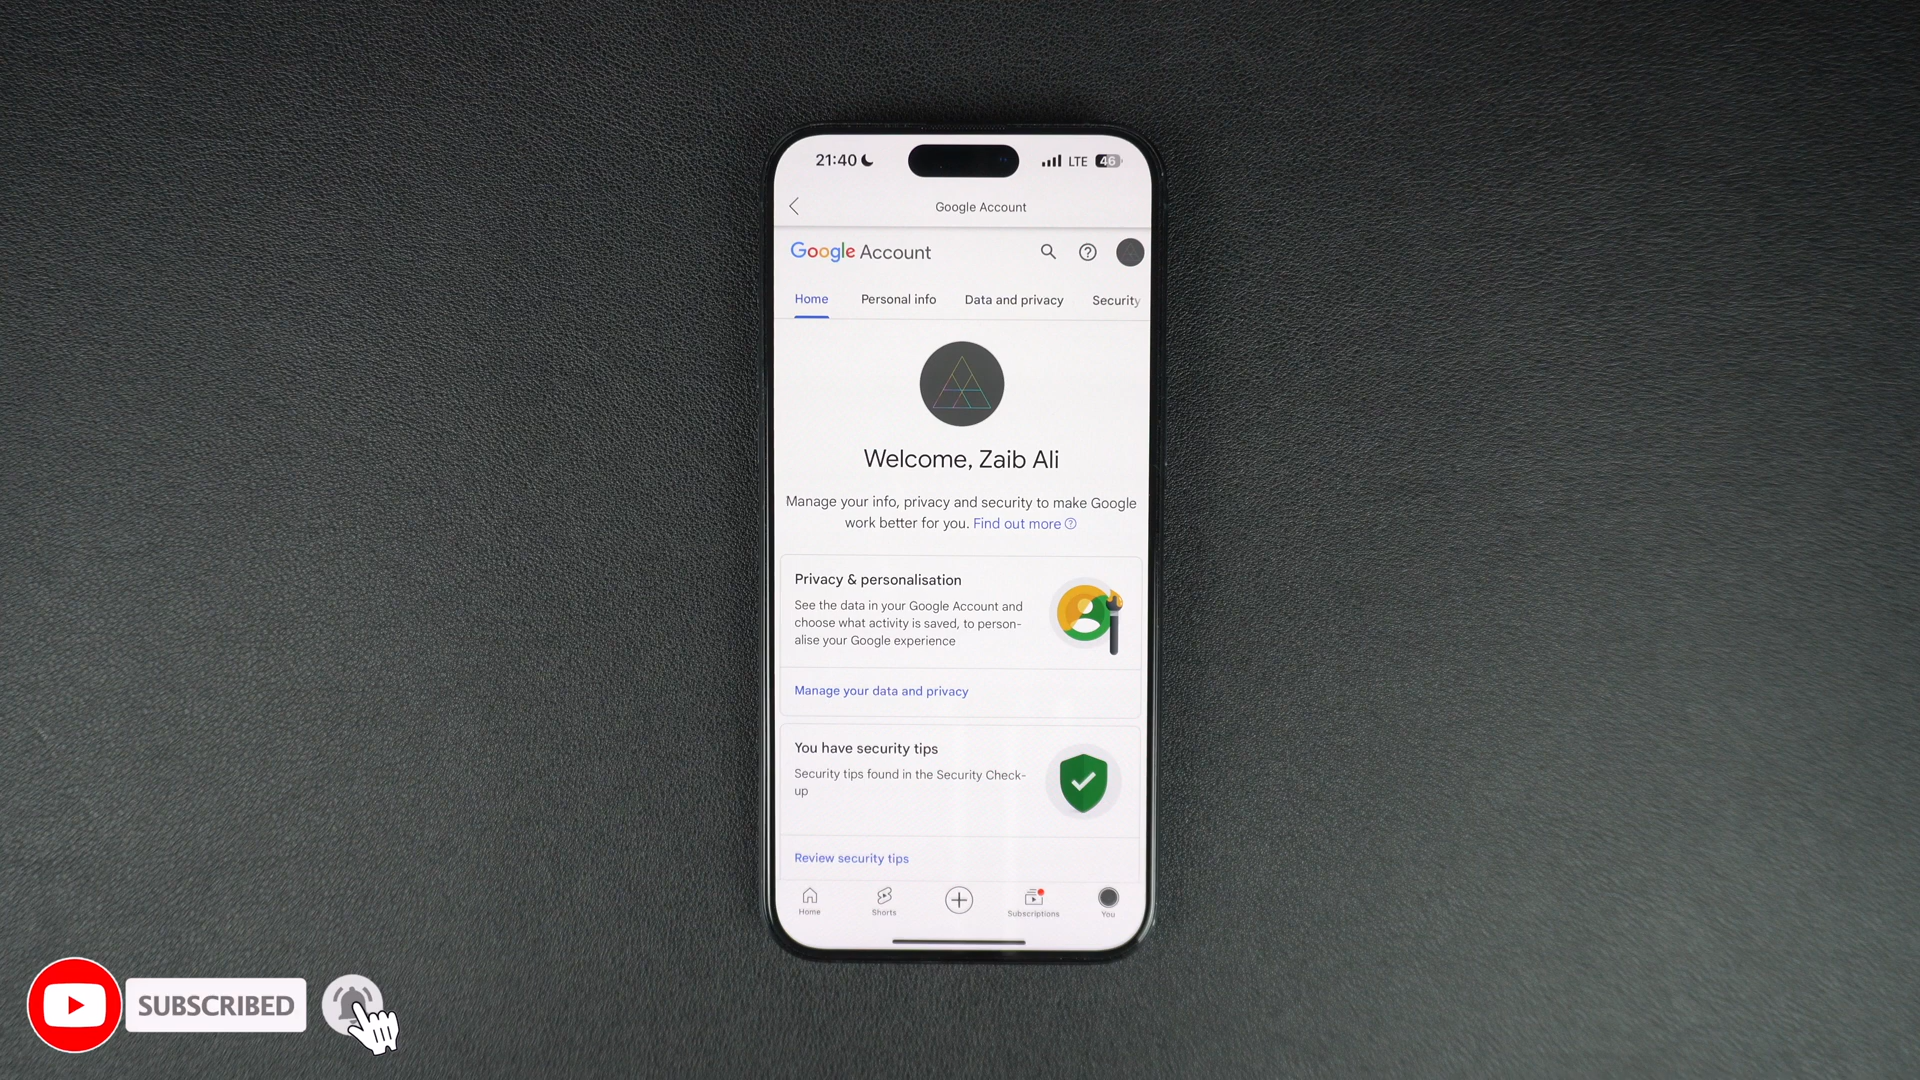 21:40 LTE 46
Google Account
Google Account
Home Personal info Data and privacy Security
Welcome, Zaib Ali
Manage your info, privacy and security to make Google
work better for you. Find out more
Privacy & personalisation
See the data in your Google Account and
choose what activity is saved, to person-
alise your Google experience
Manage your data and privacy
You have security tips
Security tips found in the Security Check-
up
Review security tips
Home Shorts Subscriptions You
SUBSCRIBED